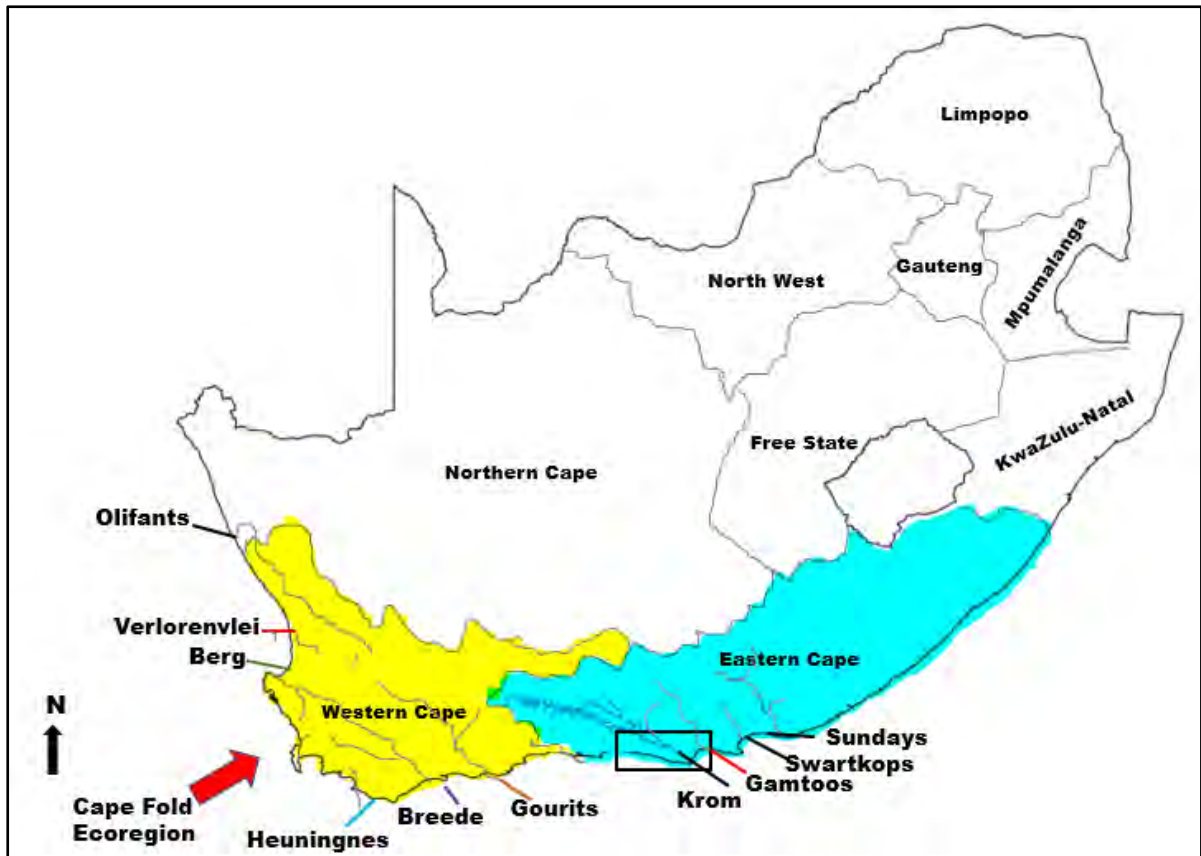 Limpopo
Mpumalanga
Gauteng
North West
KwaZulu-Natal
Free State
Northern Cape
Olifants
Verlorenvlei
Eastern Cape
Berg
N
Western Cape
Sundays
Swartkops
Gamtoos
Krom
Gourits
Breede
Cape Fold
Ecoregion
Heuningnes